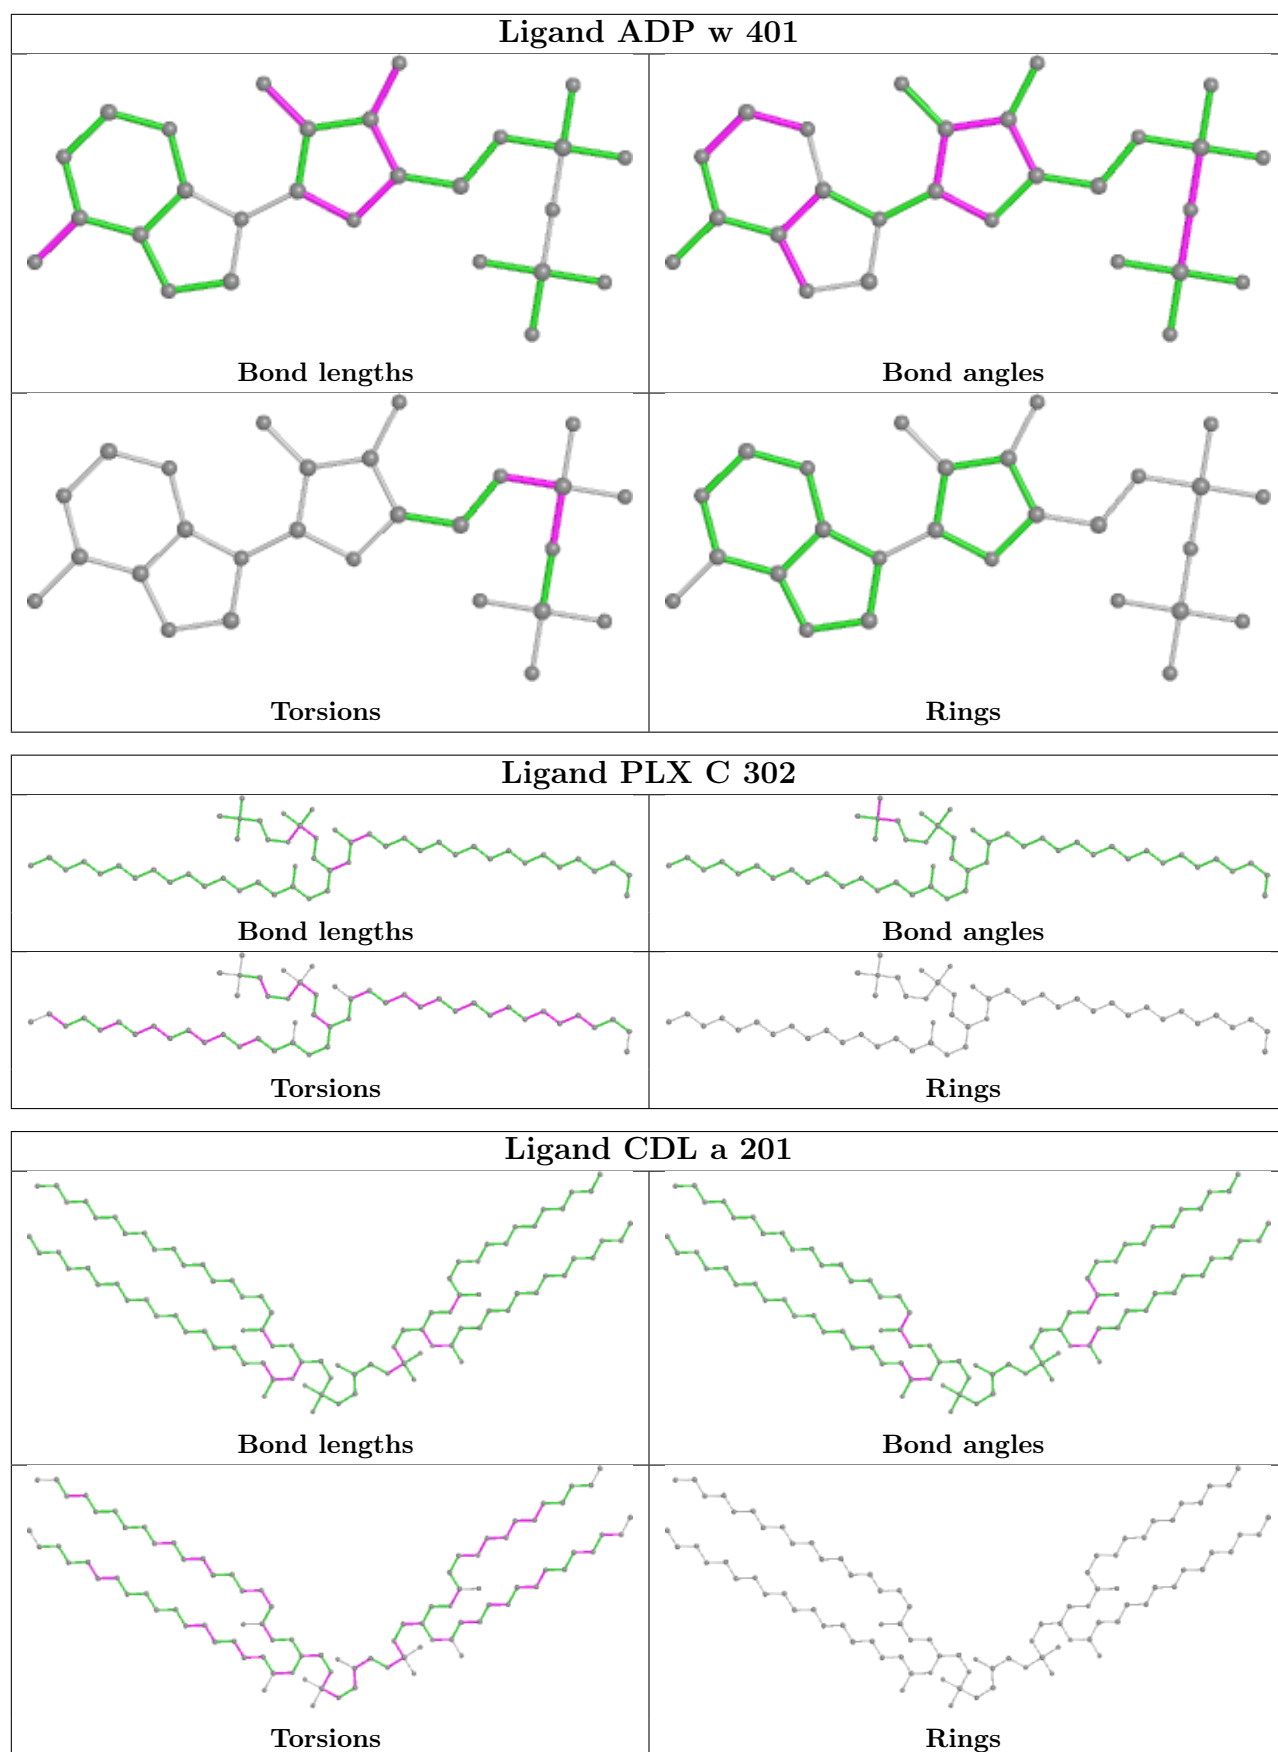 Ligand ADP w 401
Bond lengths
Bond angles
Torsions
Rings
Ligand PLX C 302
Bond lengths
Bond angles
Torsions
Rings
Ligand CDL a 201
Bond lengths
Bond angles
Torsions
Rings